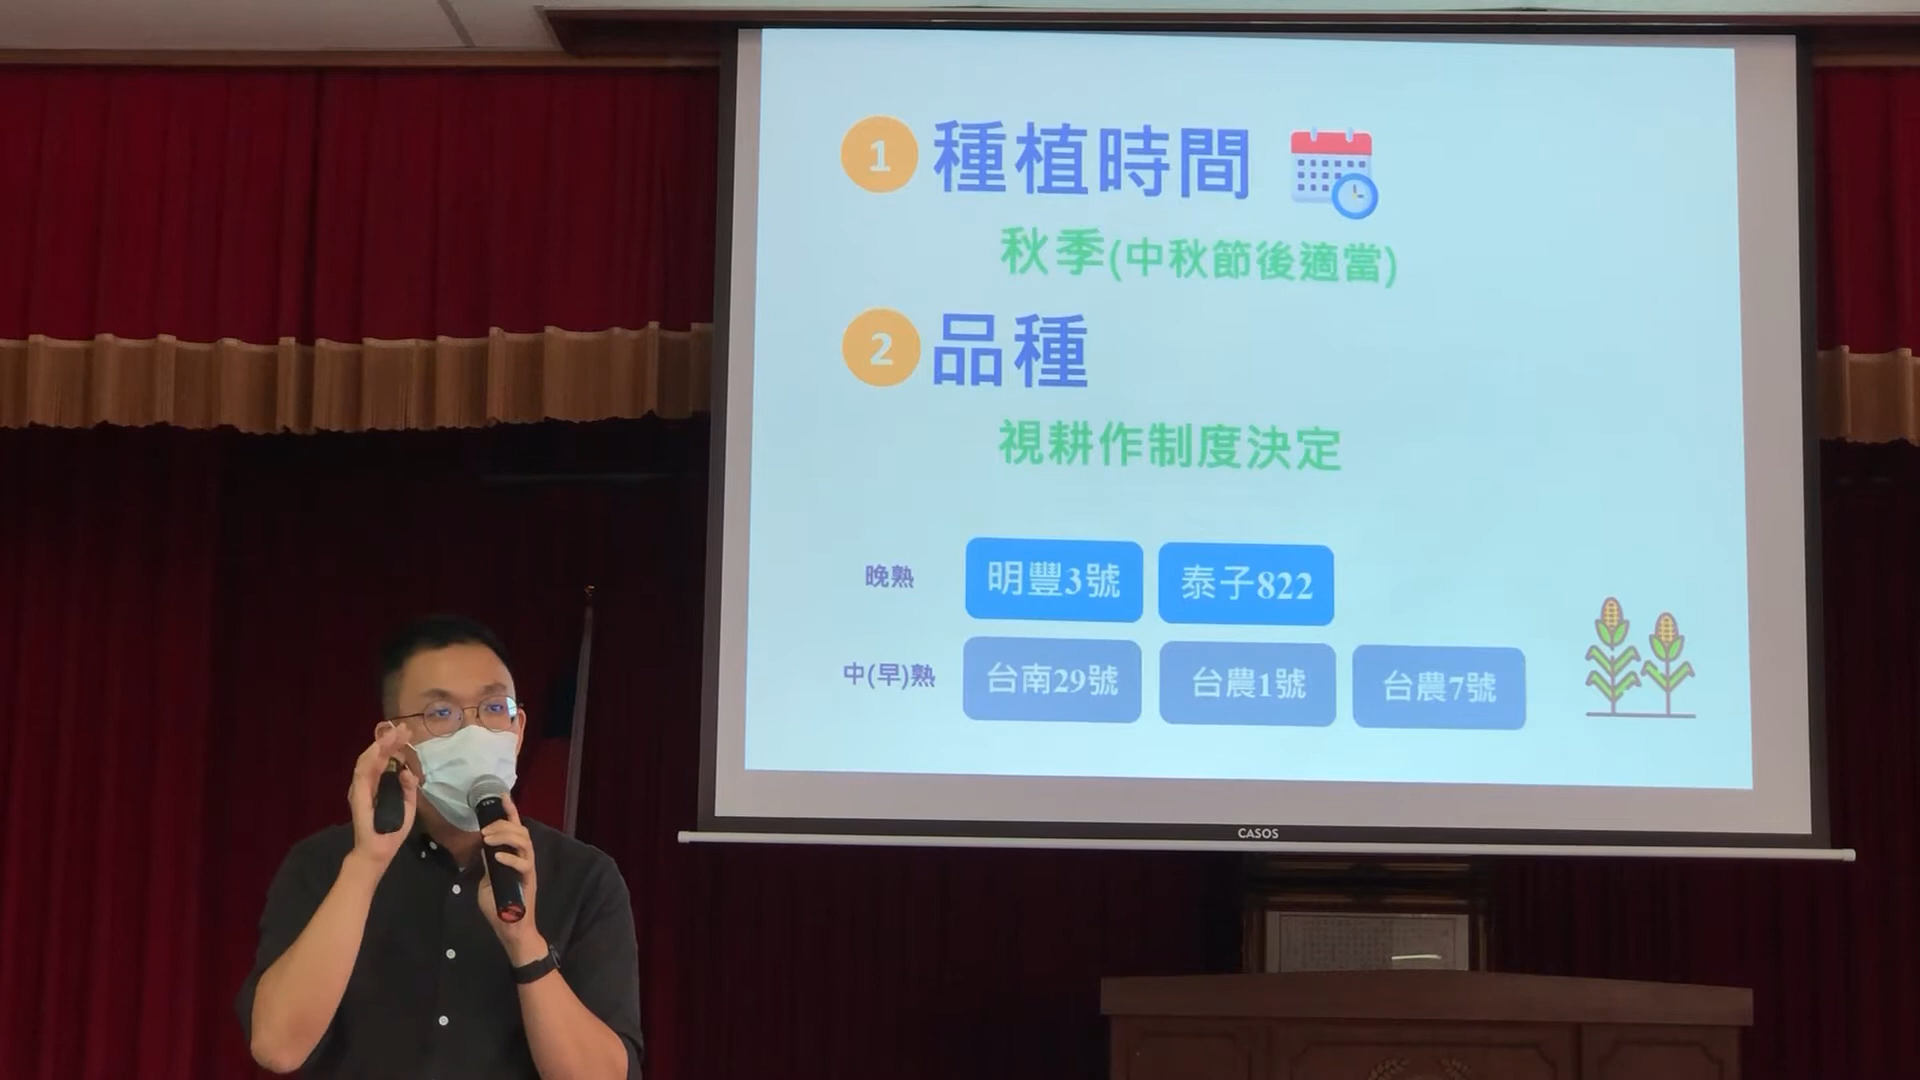 1 種植時間
秋季(中秋節後適當)
2 品種
視耕作制度決定
晚熟 明豐3號 泰子822
中(早)熟 台南29號 台農1號 台農7號
CASOS